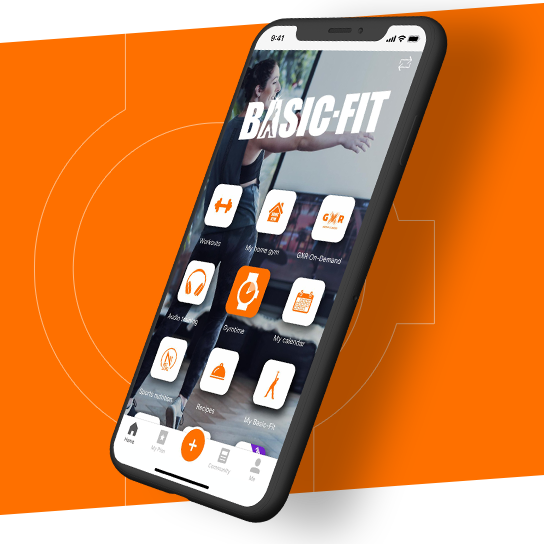 9:41
BASIC-FIT
Workouts
My home gym
GXR
GXR On-Demand
Audio training
Gymtime
My calendar
Sports nutrition
Recipes
My Basic-Fit
Home
My Plan
Community
Me